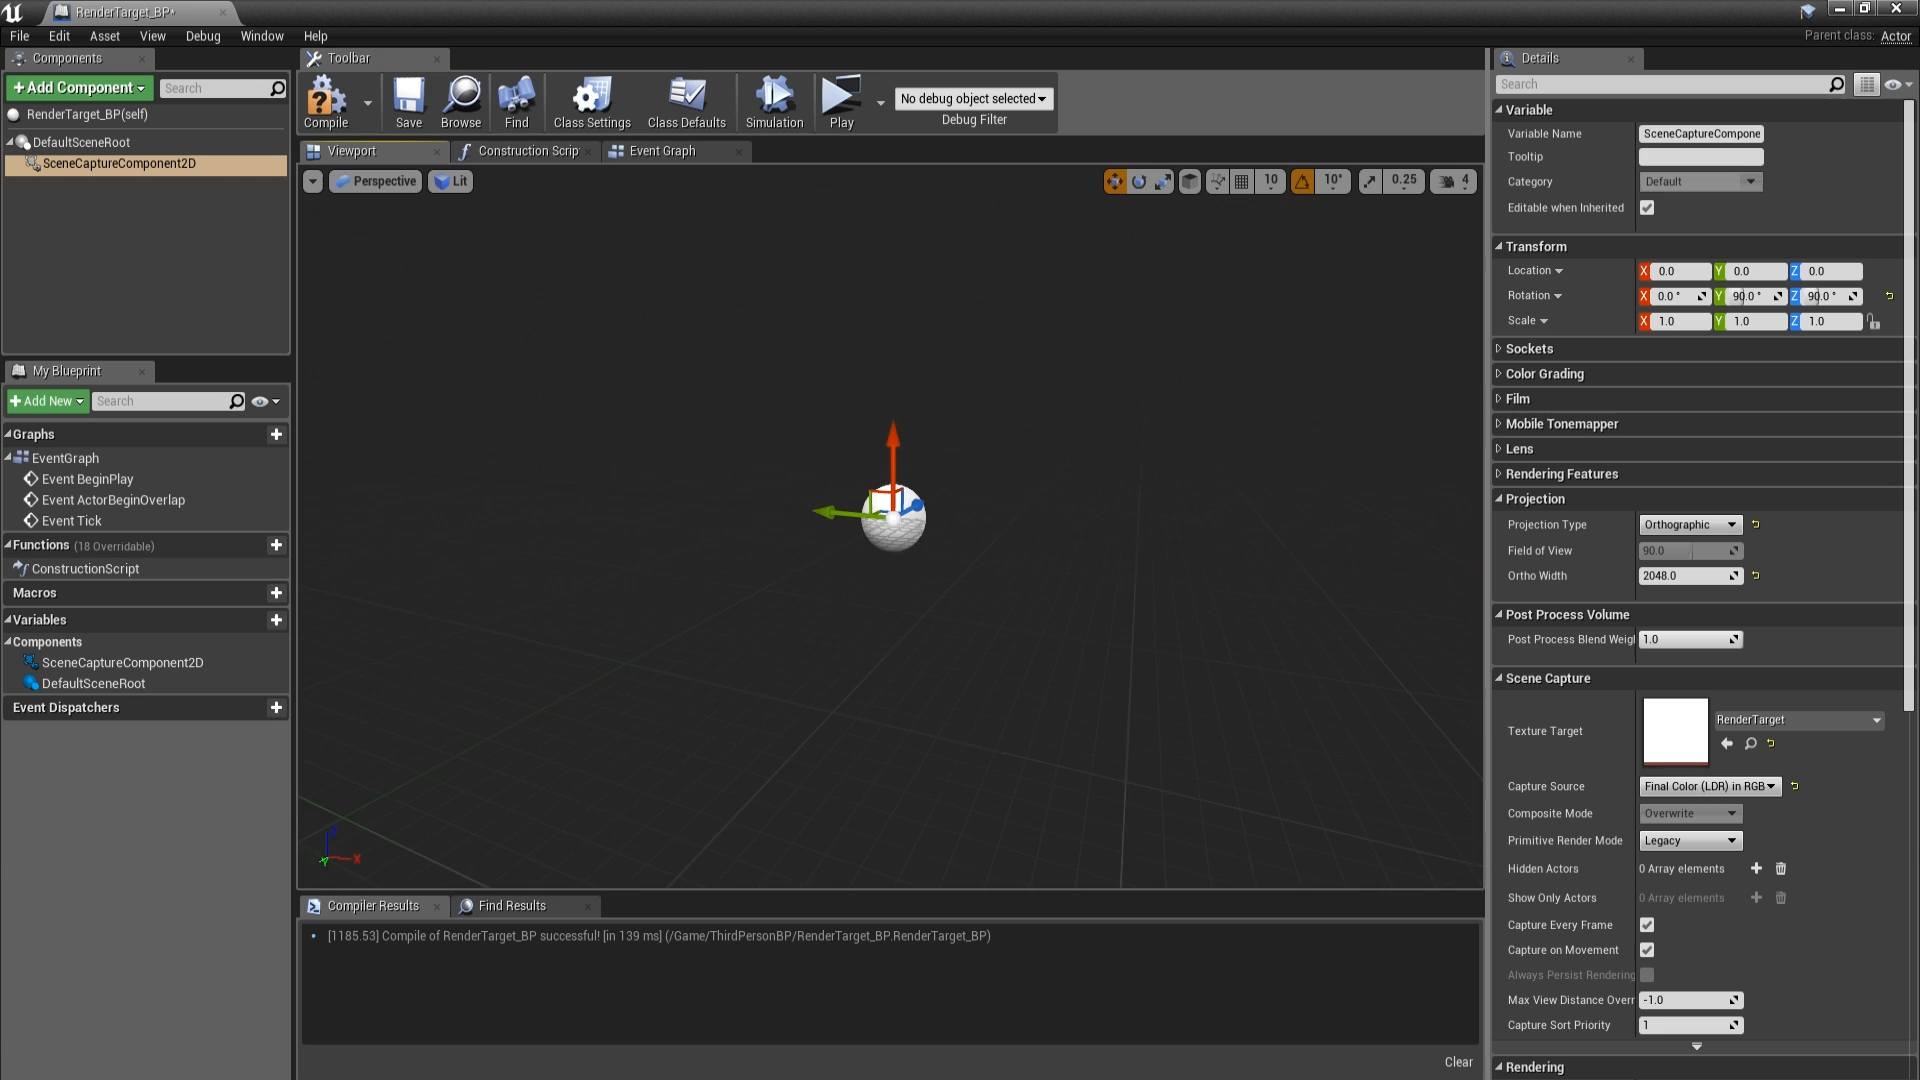 RenderTarget_BP*
File Edit Asset View Debug Window Help
Parent class: Actor
Components
+Add Component
Search
RenderTarget_BP(self)
DefaultSceneRoot
SceneCaptureComponent2D
My Blueprint
+Add New
Search
Graphs
EventGraph
Event BeginPlay
Event ActorBeginOverlap
Event Tick
Functions (18 Overridable)
ConstructionScript
Macros
Variables
Components
SceneCaptureComponent2D
DefaultSceneRoot
Event Dispatchers
Toolbar
Compile
Save
Browse
Find
Class Settings
Class Defaults
Simulation
Play
No debug object selected
Debug Filter
Viewport
Construction Scrip
Event Graph
Perspective
Lit
10
10°
0.25
4
Z
Y
X
Compiler Results
Find Results
[1185.53] Compile of RenderTarget_BP successful! [in 139 ms] (/Game/ThirdPersonBP/RenderTarget_BP.RenderTarget_BP)
Clear
Details
Search
Variable
Variable Name SceneCaptureCompone
Tooltip
Category Default
Editable when Inherited
Transform
Location X 0.0 Y 0.0 Z 0.0
Rotation X 0.0° Y 90.0° Z 90.0°
Scale X 1.0 Y 1.0 Z 1.0
Sockets
Color Grading
Film
Mobile Tonemapper
Lens
Rendering Features
Projection
Projection Type Orthographic
Field of View 90.0
Ortho Width 2048.0
Post Process Volume
Post Process Blend Weigl 1.0
Scene Capture
Texture Target RenderTarget
Capture Source Final Color (LDR) in RGB
Composite Mode Overwrite
Primitive Render Mode Legacy
Hidden Actors 0 Array elements
Show Only Actors 0 Array elements
Capture Every Frame
Capture on Movement
Always Persist Rendering
Max View Distance Overr -1.0
Capture Sort Priority 1
Rendering